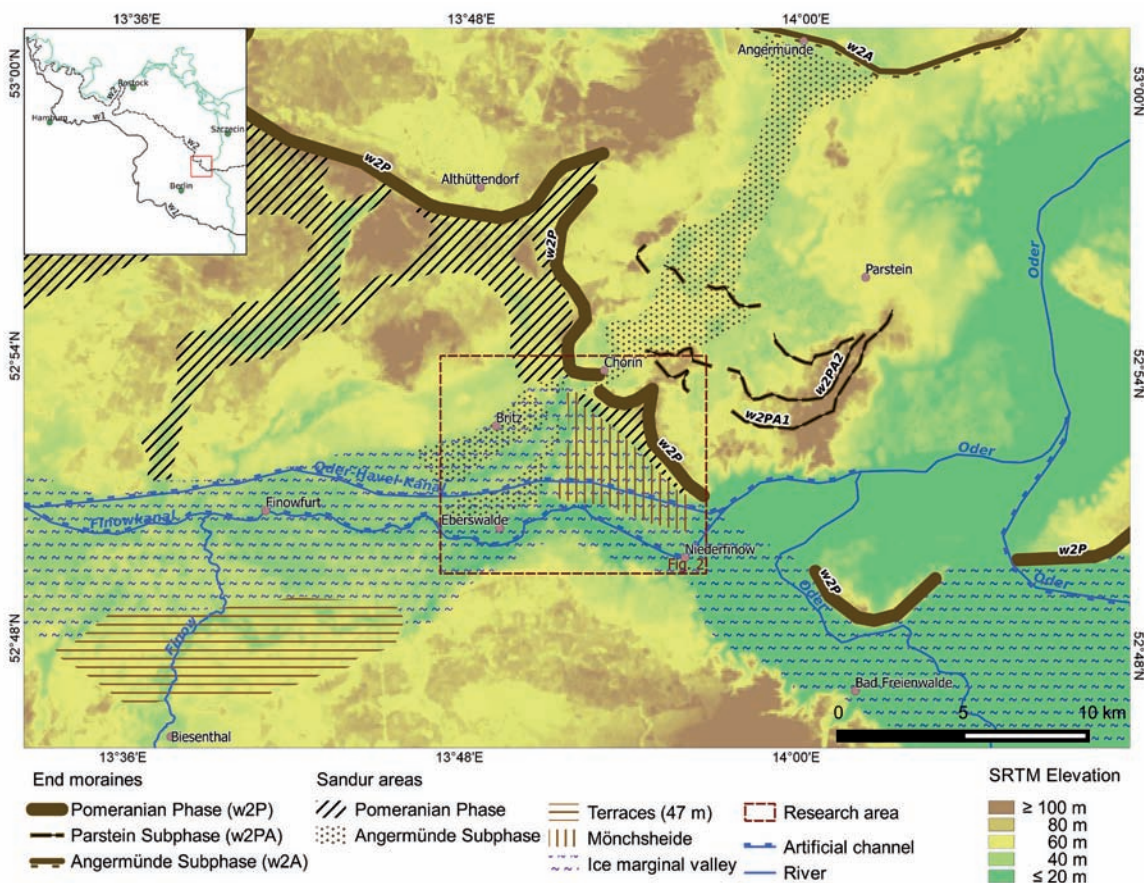 13°36'E
13°48'E
14°00'E
53°00'N
53°00'N
Rostock
w2
Hamburg
w1
w2
Szczecin
Berlin
w1
Angermünde
w2A
w2P
Althüttendorf
w2P
Oder
Parstein
52°54'N
52°54'N
Chorin
w2PA2
w2PA1
Britz
w2P
Oder
Oder-Havel-Kanal
Finowfurt
Finowkanal
Eberswalde
Niederfinow
Fig. 2
w2P
w2P
Oder
Oder
Finow
52°48'N
52°48'N
Bad Freienwalde
Biesenthal
0 5 10 km
13°36'E
13°48'E
14°00'E
End moraines
Pomeranian Phase (w2P)
Parstein Subphase (w2PA)
Angermünde Subphase (w2A)
Sandur areas
Pomeranian Phase
Angermünde Subphase
Terraces (47 m)
Mönchsheide
Ice marginal valley
Research area
Artificial channel
River
SRTM Elevation
≥ 100 m
80 m
60 m
40 m
≤ 20 m